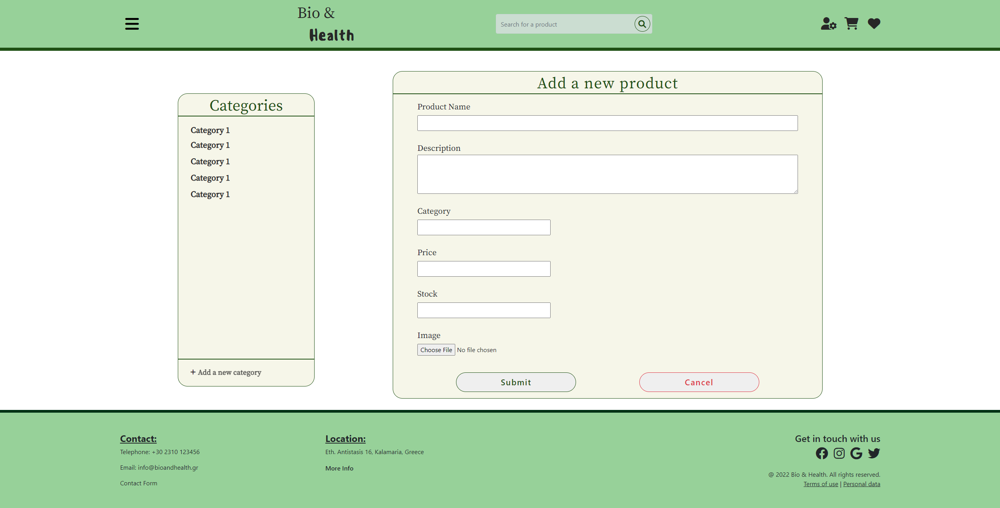 Bio &
Health
Search for a product
Categories
Category 1
Category 1
Category 1
Category 1
Category 1
+ Add a new category
Add a new product
Product Name
Description
Category
Price
Stock
Image
Choose File No file chosen
Submit
Cancel
Contact:
Telephone: +30 2310 123456
Email: info@bioandhealth.gr
Contact Form
Location:
Eth. Antistasis 16, Kalamaria, Greece
More Info
Get in touch with us
@ 2022 Bio & Health. All rights reserved.
Terms of use | Personal data